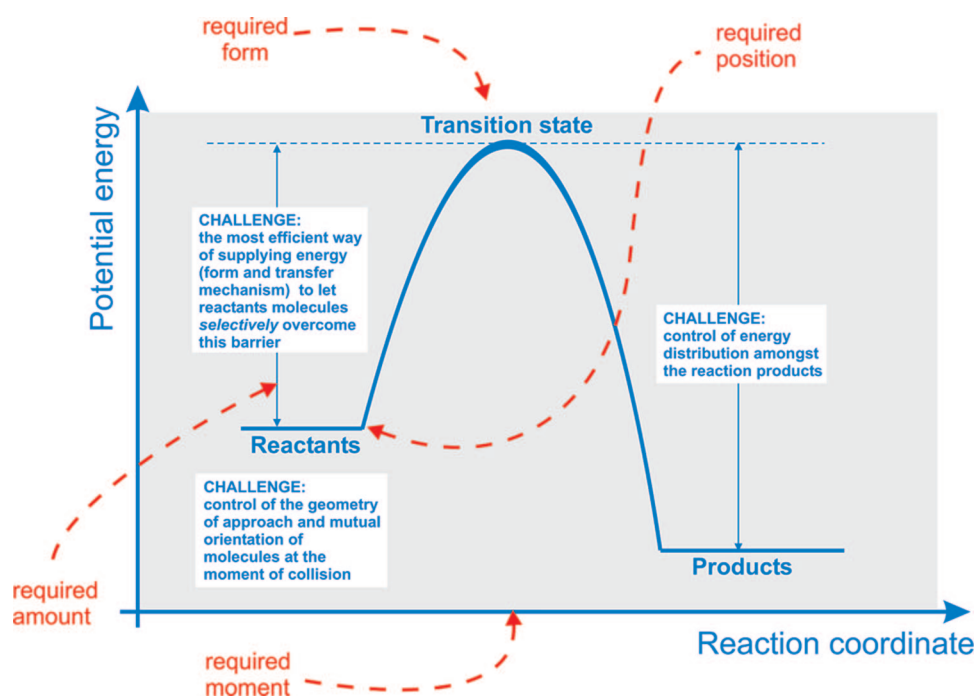 required
form
required
position
Transition state
Potential energy
CHALLENGE:
the most efficient way
of supplying energy
(form and transfer
mechanism) to let
reactants molecules
selectively overcome
this barrier
CHALLENGE:
control of energy
distribution amongst
the reaction products
Reactants
CHALLENGE:
control of the geometry
of approach and mutual
orientation of
molecules at the
moment of collision
Products
required
amount
Reaction coordinate
required
moment